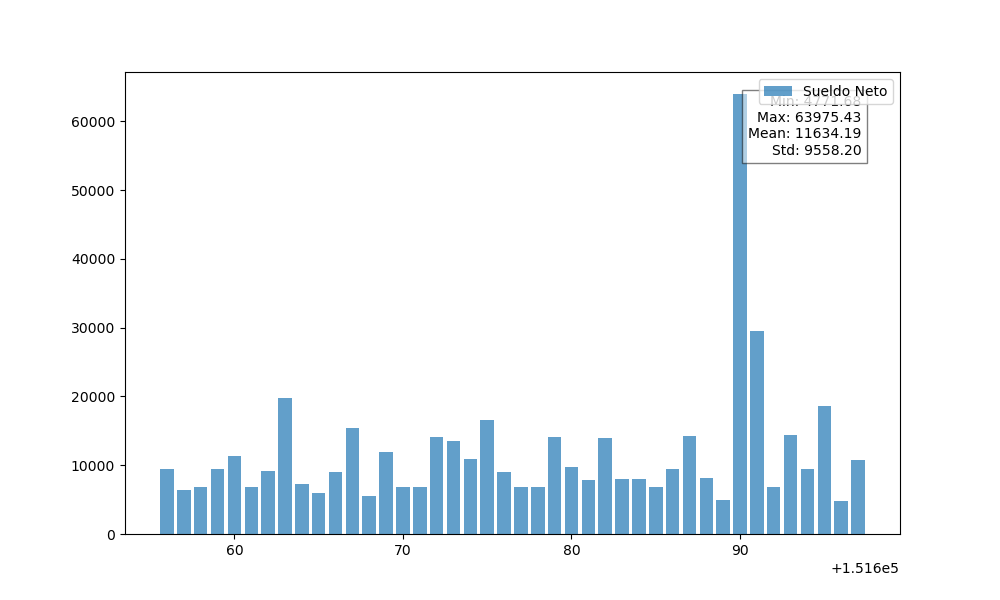 Sueldo Neto
Min: 4771.68
Max: 63975.43
Mean: 11634.19
Std: 9558.20
60000
50000
40000
30000
20000
10000
0
60 70 80 90
+1.516e5